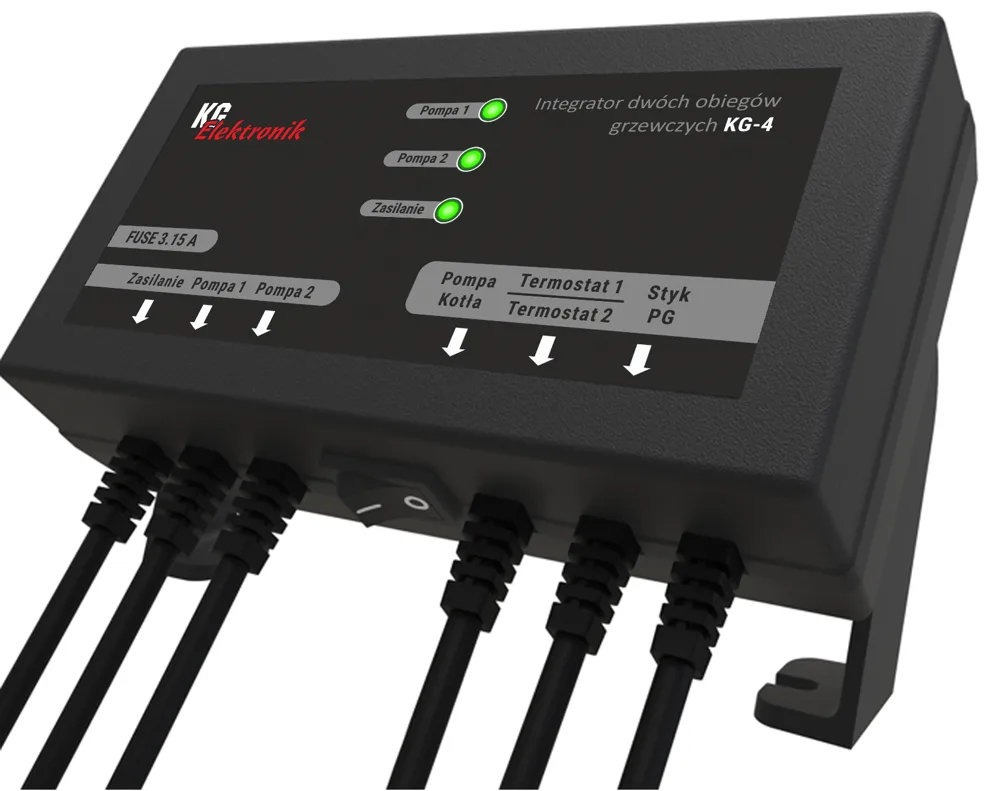 KG
Elektronik
Pompa 1
Integrator dwóch obiegów
grzewczych KG-4
Pompa 2
Zasilanie
FUSE 3.15 A
Zasilanie Pompa 1 Pompa 2
Pompa
Kotła
Termostat 1
Termostat 2
Styk
PG